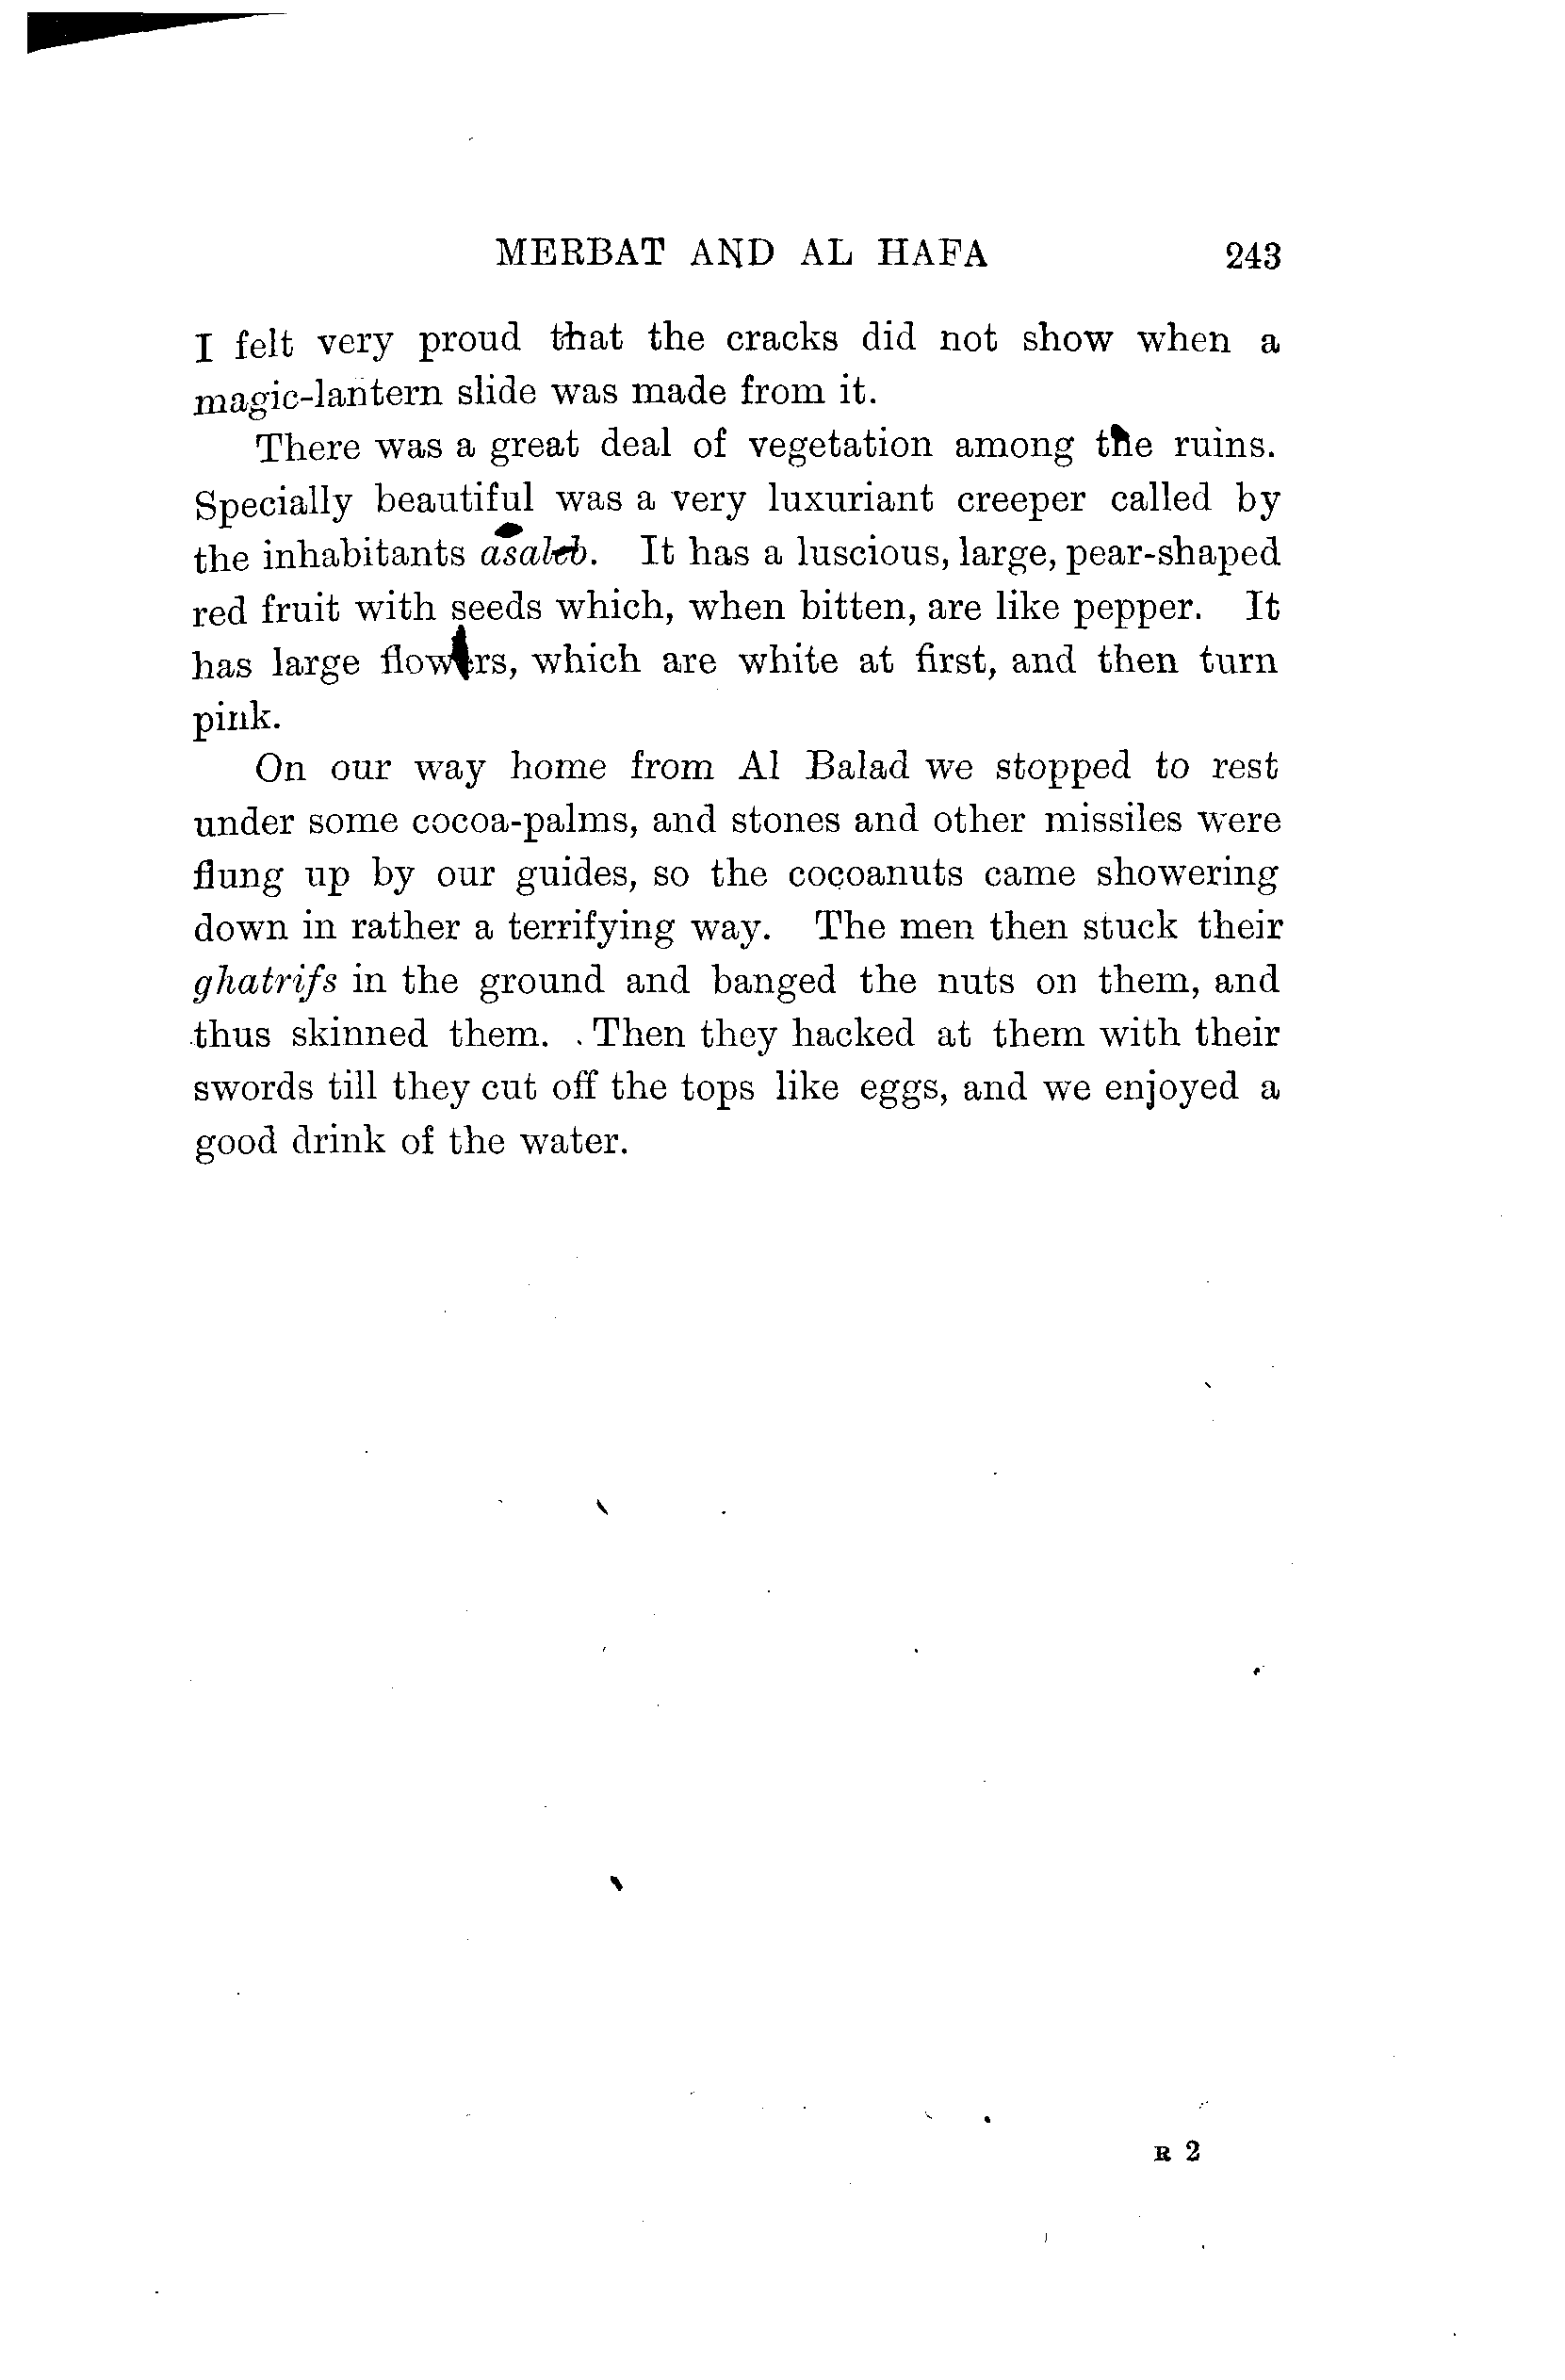 MERBAT AND AL HAFA 243
I felt very proud that the cracks did not show when a
magic-lantern slide was made from it.
There was a great deal of vegetation among the ruins.
Specially beautiful was a very luxuriant creeper called by
the inhabitants asaleb. It has a luscious, large, pear-shaped
red fruit with seeds which, when bitten, are like pepper. It
has large flowers, which are white at first, and then turn
pink.
On our way home from Al Balad we stopped to rest
under some cocoa-palms, and stones and other missiles were
flung up by our guides, so the cocoanuts came showering
down in rather a terrifying way. The men then stuck their
ghatrifs in the ground and banged the nuts on them, and
thus skinned them. Then they hacked at them with their
swords till they cut off the tops like eggs, and we enjoyed a
good drink of the water.
R 2